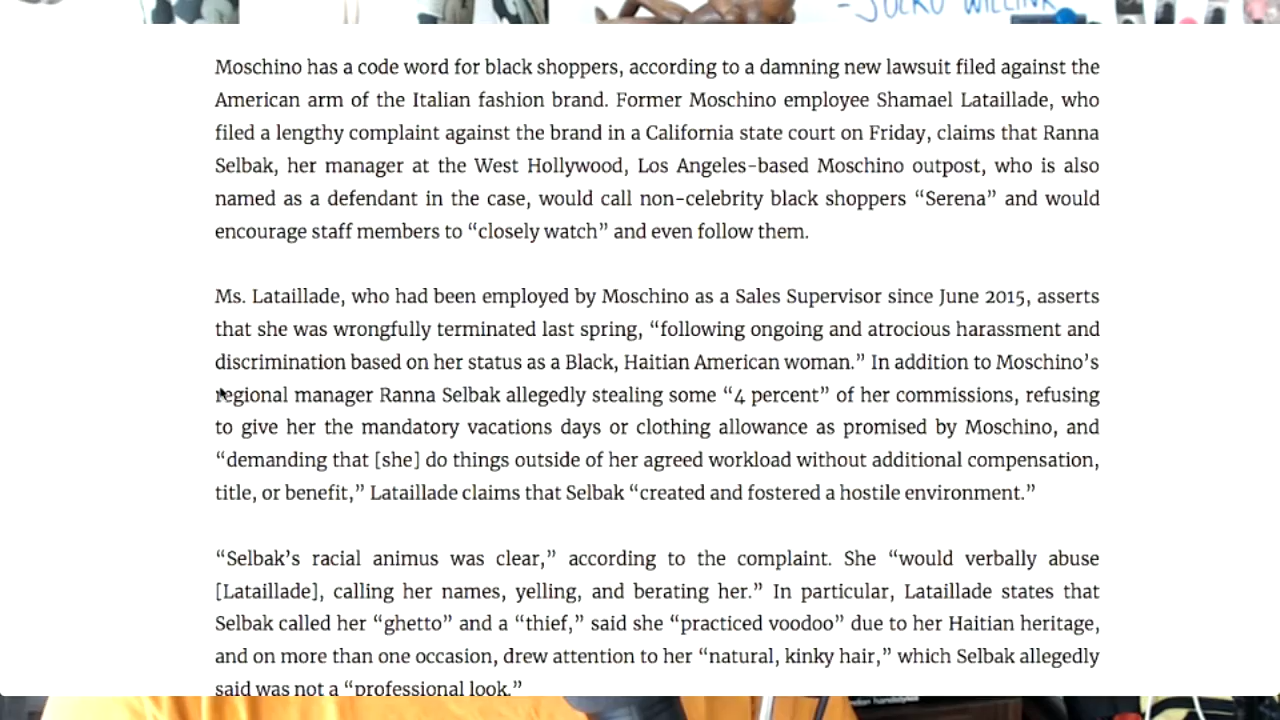 -JOCKO WILLINK
Moschino has a code word for black shoppers, according to a damning new lawsuit filed against the
American arm of the Italian fashion brand. Former Moschino employee Shamael Lataillade, who
filed a lengthy complaint against the brand in a California state court on Friday, claims that Ranna
Selbak, her manager at the West Hollywood, Los Angeles-based Moschino outpost, who is also
named as a defendant in the case, would call non-celebrity black shoppers “Serena” and would
encourage staff members to “closely watch” and even follow them.
Ms. Lataillade, who had been employed by Moschino as a Sales Supervisor since June 2015, asserts
that she was wrongfully terminated last spring, “following ongoing and atrocious harassment and
discrimination based on her status as a Black, Haitian American woman.” In addition to Moschino’s
regional manager Ranna Selbak allegedly stealing some “4 percent” of her commissions, refusing
to give her the mandatory vacations days or clothing allowance as promised by Moschino, and
“demanding that [she] do things outside of her agreed workload without additional compensation,
title, or benefit,” Lataillade claims that Selbak “created and fostered a hostile environment.”
“Selbak’s racial animus was clear,” according to the complaint. She “would verbally abuse
[Lataillade], calling her names, yelling, and berating her.” In particular, Lataillade states that
Selbak called her “ghetto” and a “thief,” said she “practiced voodoo” due to her Haitian heritage,
and on more than one occasion, drew attention to her “natural, kinky hair,” which Selbak allegedly
said was not a “professional look.”